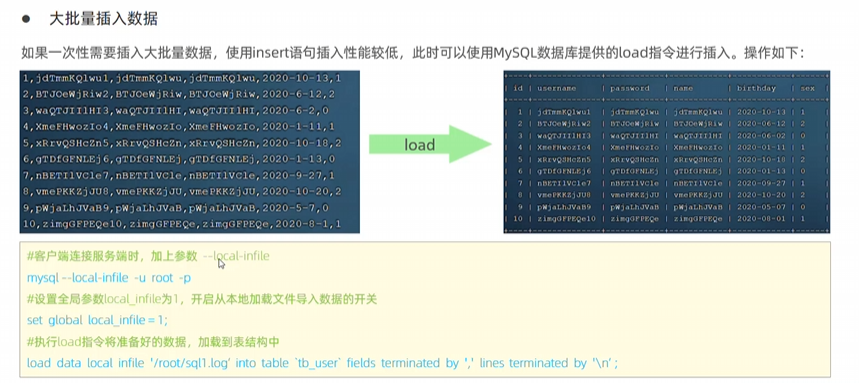 ● 大批量插入数据
如果一次性需要插入大批量数据，使用insert语句插入性能较低，此时可以使用MySQL数据库提供的load指令进行插入。操作如下：
1,jdTmmKQlwu1,jdTmmKQlwu,jdTmmKQlwu,2020-10-13,1
2,BTJOeWjRiw2,BTJOeWjRiw,BTJOeWjRiw,2020-6-12,2
3,waQTJIIlHI3,waQTJIIlHI,waQTJIIlHI,2020-6-2,0
4,XmeFHwozIo4,XmeFHwozIo,XmeFHwozIo,2020-1-11,1
5,xRrvQSHcZn5,xRrvQSHcZn,xRrvQSHcZn,2020-10-18,2
6,gTDfGFNLEj6,gTDfGFNLEj,gTDfGFNLEj,2020-1-13,0
7,nBETIlVCle7,nBETIlVCle,nBETIlVCle,2020-9-27,1
8,vmePKKZjJU8,vmePKKZjJU,vmePKKZjJU,2020-10-20,2
9,pWjaLhJVaB9,pWjaLhJVaB,pWjaLhJVaB,2020-5-7,0
10,zimgGFPEQe10,zimgGFPEQe,zimgGFPEQe,2020-8-1,1
load
| id | username | password | name | birthday | sex |
| 1 | jdTmmKQlwu1 | jdTmmKQlwu | jdTmmKQlwu | 2020-10-13 | 1
| 2 | BTJOeWjRiw2 | BTJOeWjRiw | BTJOeWjRiw | 2020-06-12 | 2
| 3 | waQTJIIlHI3 | waQTJIIlHI | waQTJIIlHI | 2020-06-02 | 0
| 4 | XmeFHwozIo4 | XmeFHwozIo | XmeFHwozIo | 2020-01-11 | 1
| 5 | xRrvQSHcZn5 | xRrvQSHcZn | xRrvQSHcZn | 2020-10-18 | 2
| 6 | gTDfGFNLEj6 | gTDfGFNLEj | gTDfGFNLEj | 2020-01-13 | 0
| 7 | nBETIlVCle7 | nBETIlVCle | nBETIlVCle | 2020-09-27 | 1
| 8 | vmePKKZjJU8 | vmePKKZjJU | vmePKKZjJU | 2020-10-20 | 2
| 9 | pWjaLhJVaB9 | pWjaLhJVaB | pWjaLhJVaB | 2020-05-07 | 0
| 10 | zimgGFPEQe10 | zimgGFPEQe | zimgGFPEQe | 2020-08-01 | 1
#客户端连接服务端时，加上参数 --local-infile
mysql --local-infile -u root -p
#设置全局参数local_infile为1，开启从本地加载文件导入数据的开关
set global local_infile = 1;
#执行load指令将准备好的数据，加载到表结构中
load data local infile '/root/sql1.log' into table `tb_user` fields terminated by ',' lines terminated by '\n' ;